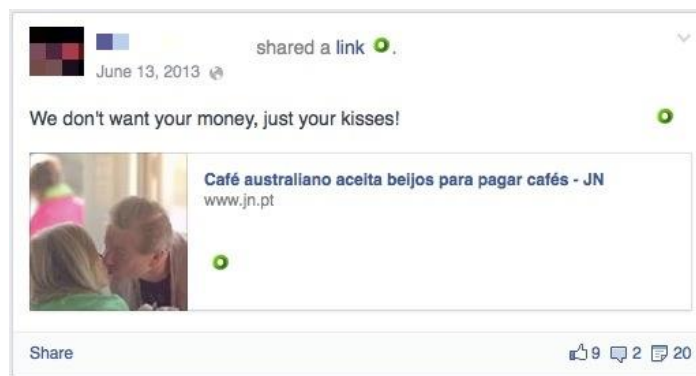 shared a link .
June 13, 2013
We don't want your money, just your kisses!
Café australiano aceita beijos para pagar cafés - JN
www.jn.pt
Share 9 2 20